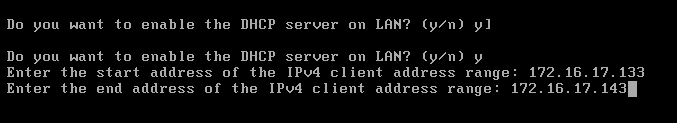 Do you want to enable the DHCP server on LAN? (y/n) y]
Do you want to enable the DHCP server on LAN? (y/n) y
Enter the start address of the IPv4 client address range: 172.16.17.133
Enter the end address of the IPv4 client address range: 172.16.17.143